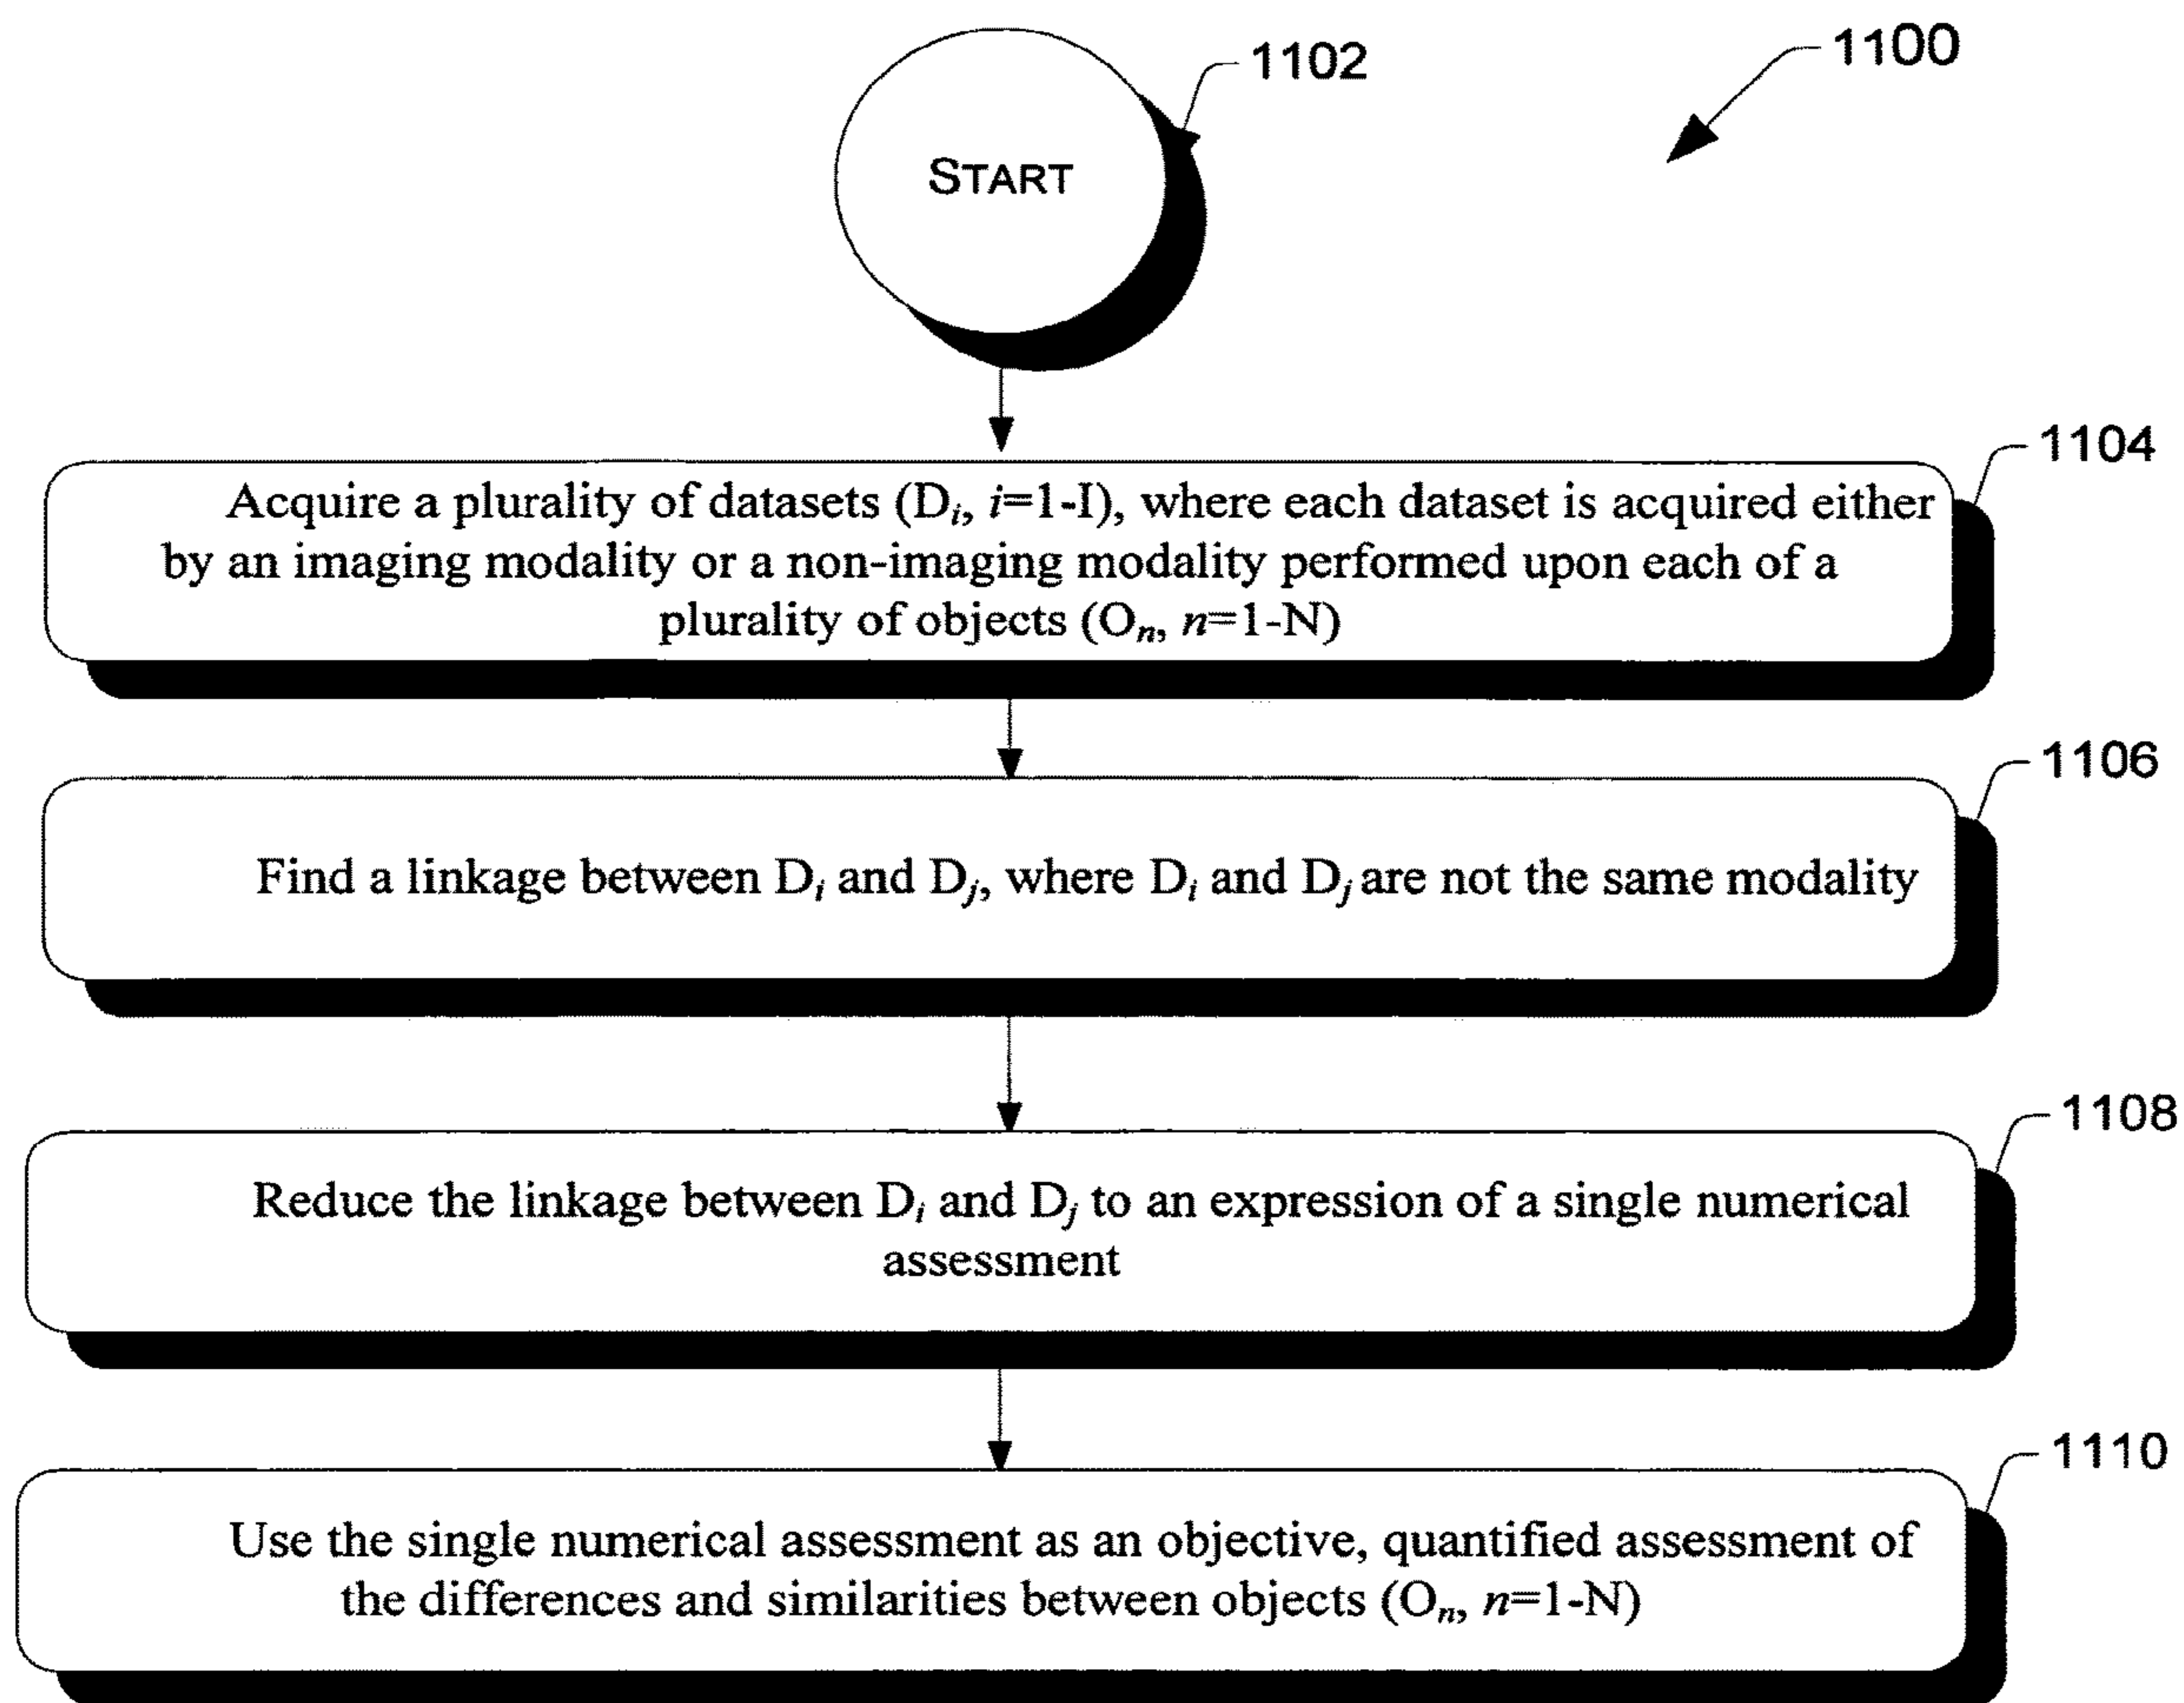 1100
1102
START
1104
Acquire a plurality of datasets (Di, i=1-I), where each dataset is acquired either
by an imaging modality or a non-imaging modality performed upon each of a
plurality of objects (On, n=1-N)
1106
Find a linkage between Di and Dj, where Di and Dj are not the same modality
1108
Reduce the linkage between Di and Dj to an expression of a single numerical
assessment
1110
Use the single numerical assessment as an objective, quantified assessment of
the differences and similarities between objects (On, n=1-N)